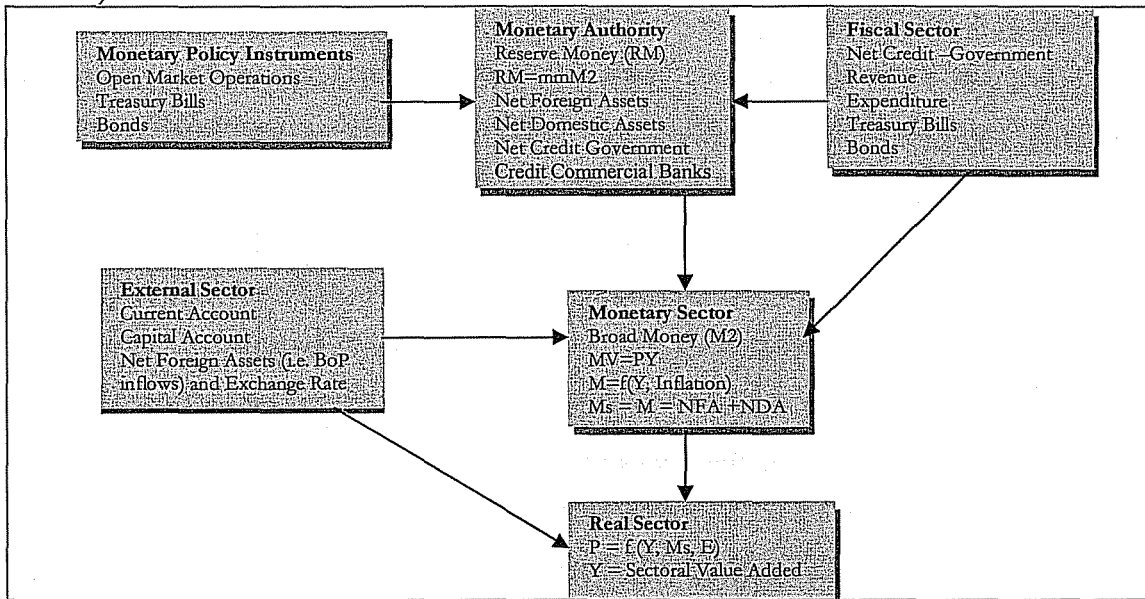 Monetary Policy Instruments
Open Market Operations
Treasury Bills
Bonds
Monetary Authority
Reserve Money (RM)
RM=mmM2
Net Foreign Assets
Net Domestic Assets
Net Credit Government
Credit Commercial Banks
Fiscal Sector
Net Credit –Government
Revenue
Expenditure
Treasury Bills
Bonds
External Sector
Current Account
Capital Account
Net Foreign Assets (i.e. BoP
inflows) and Exchange Rate
Monetary Sector
Broad Money (M2)
MV=PY
M=f(Y, Inflation)
Ms = M = NFA +NDA
Real Sector
P = f (Y, Ms, E)
Y = Sectoral Value Added